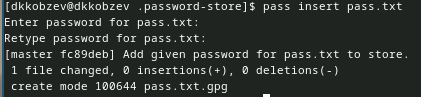 [dkkobzev@dkkobzev .password-store]$ pass insert pass.txt
Enter password for pass.txt:
Retype password for pass.txt:
[master fc89deb] Add given password for pass.txt to store.
1 file changed, 0 insertions(+), 0 deletions(-)
create mode 100644 pass.txt.gpg